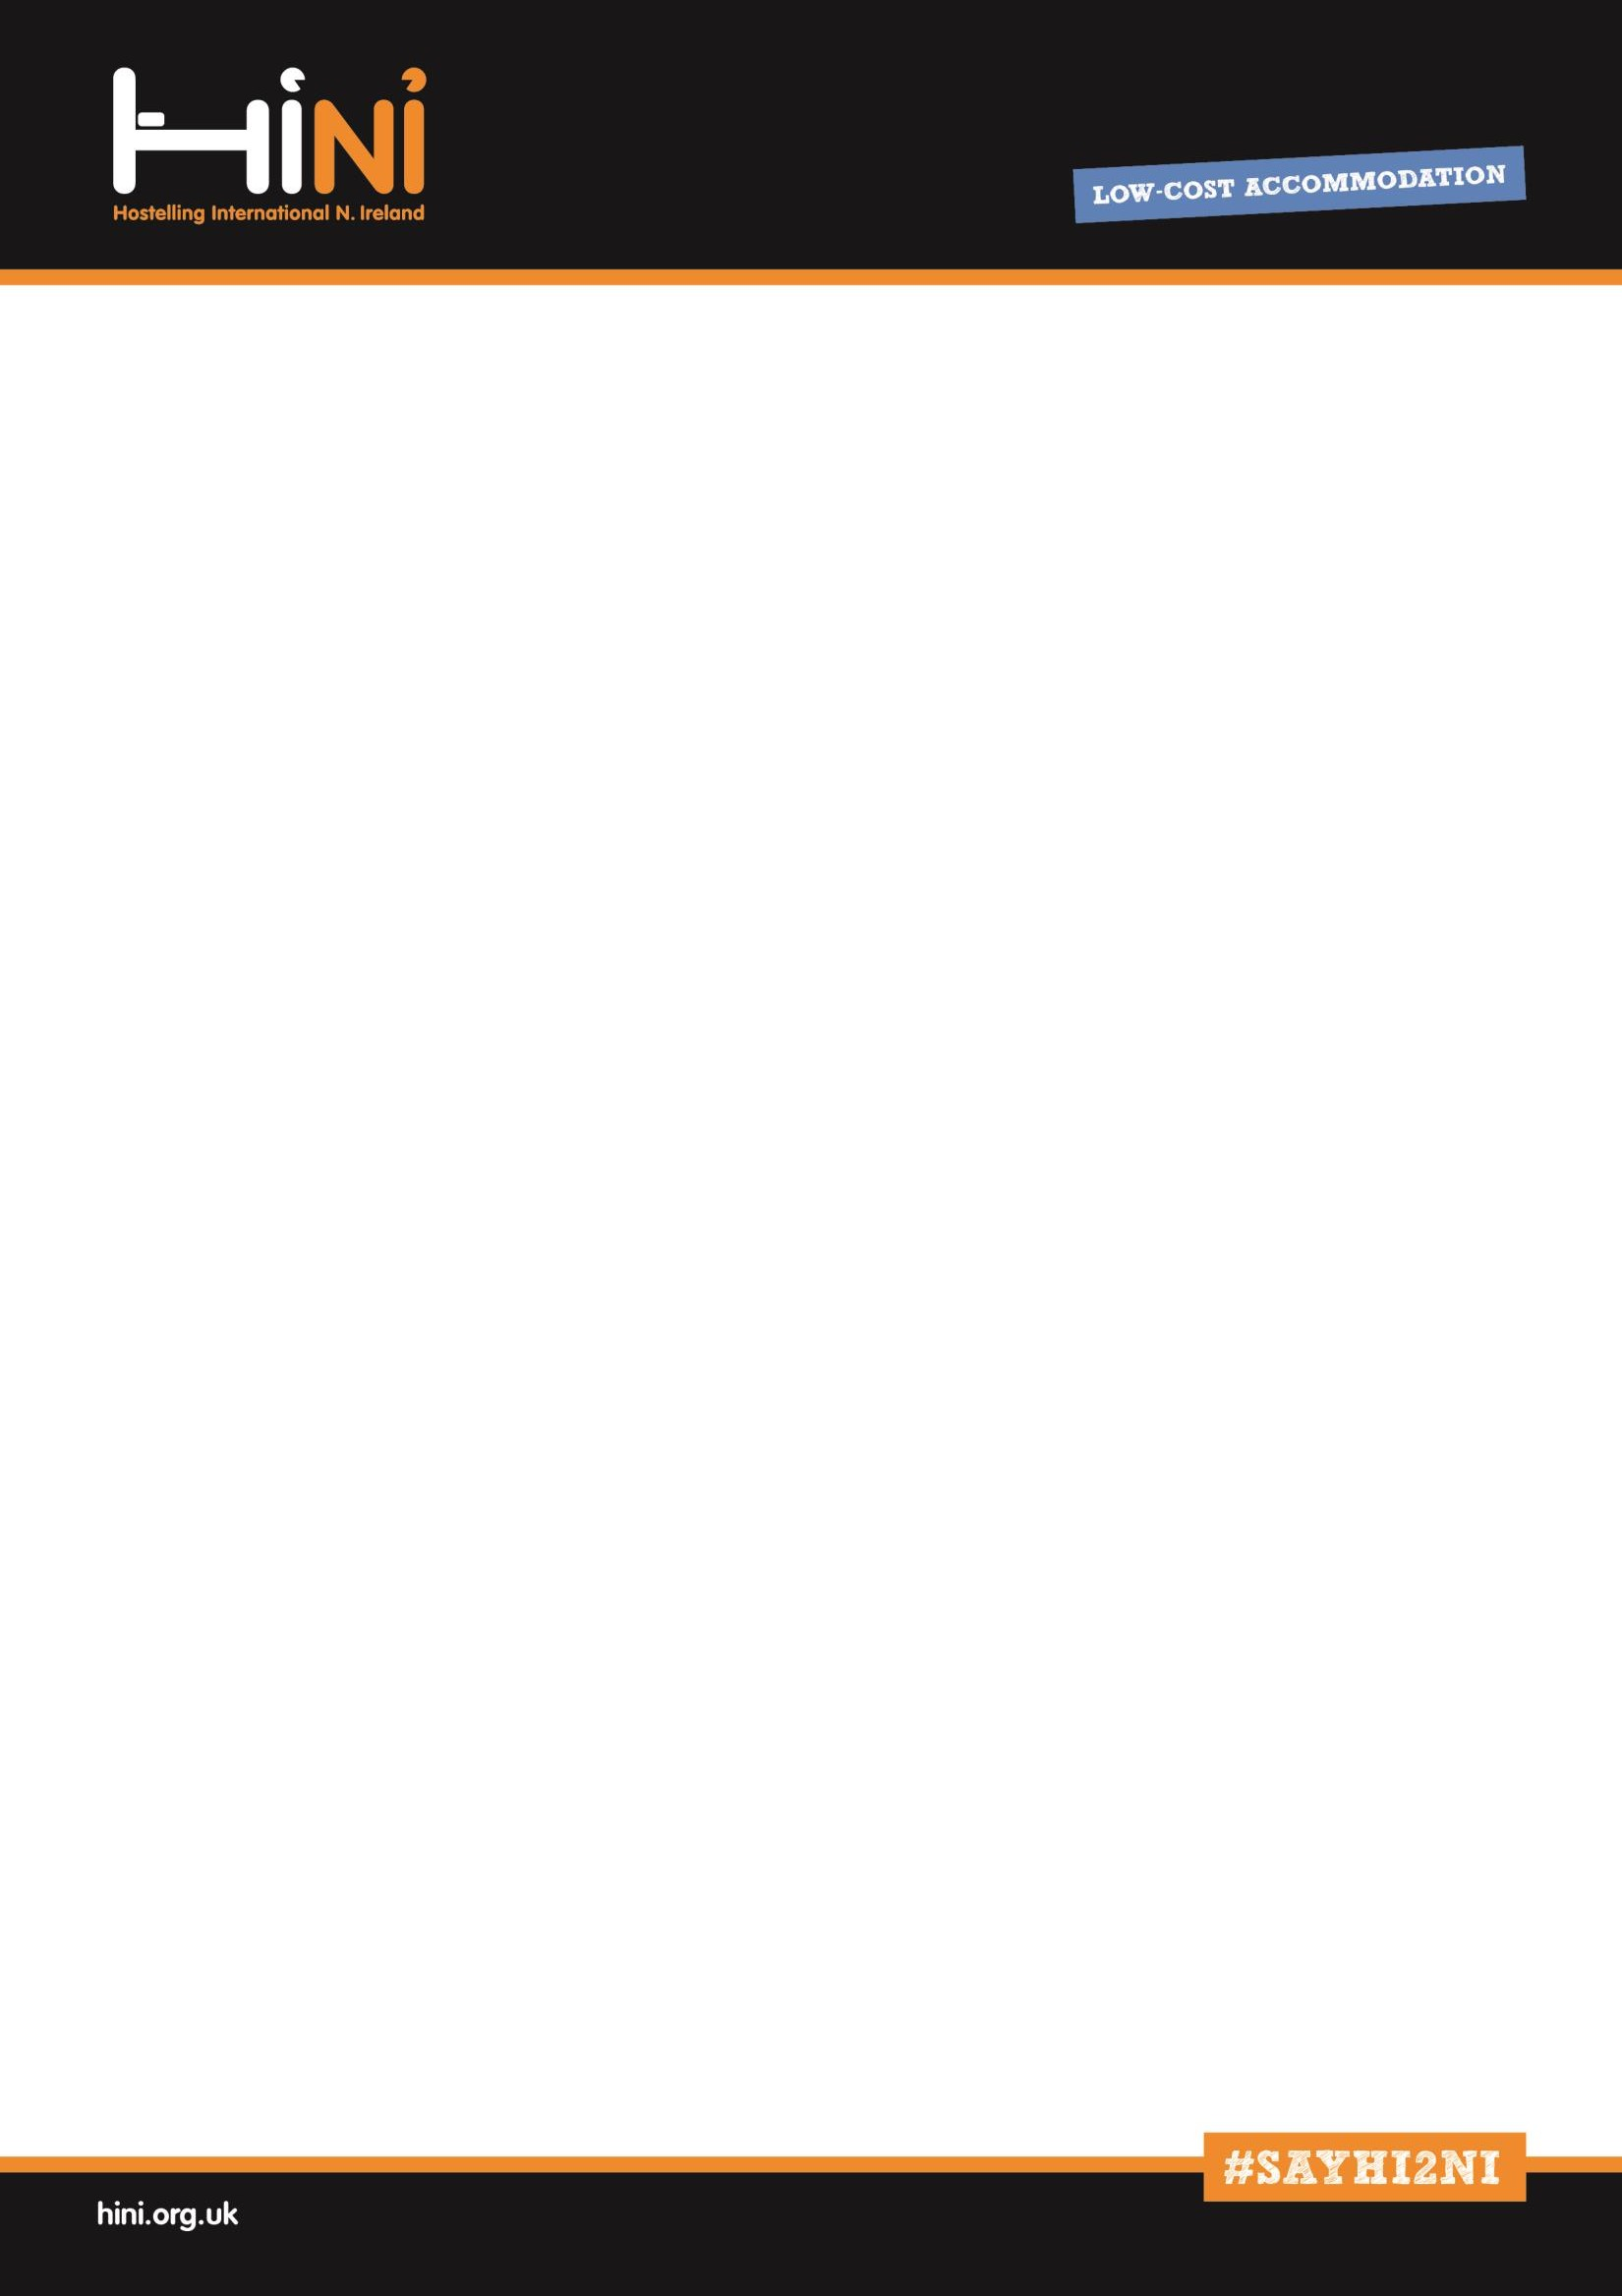 HiNi
Hostelling International N. Ireland
LOW-COST ACCOMMODATION
#SAYHI2NI
hini.org.uk